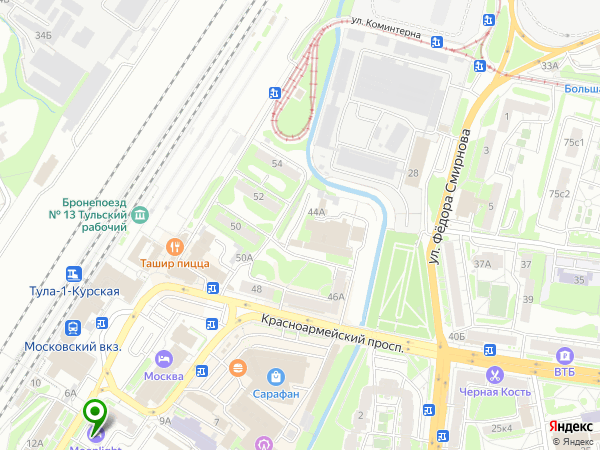 34Б
ул. Коминтерна
33А
Больша
1
75с1
3
75с2
ул. Фёдора Смирнова
54
28
52
5
Бронепоезд
№ 13 Тульский
рабочий
44А
50
Ташир пицца
50А
37А
35
37
39
Тула-1-Курская
48
46А
Красноармейский просп.
40Б
Московский вкз.
ВТБ
10
6
6А
Москва
Сарафан
Черная Кость
9А
7
12А
25к4
Moonlight
Яндекс
© Яндекс